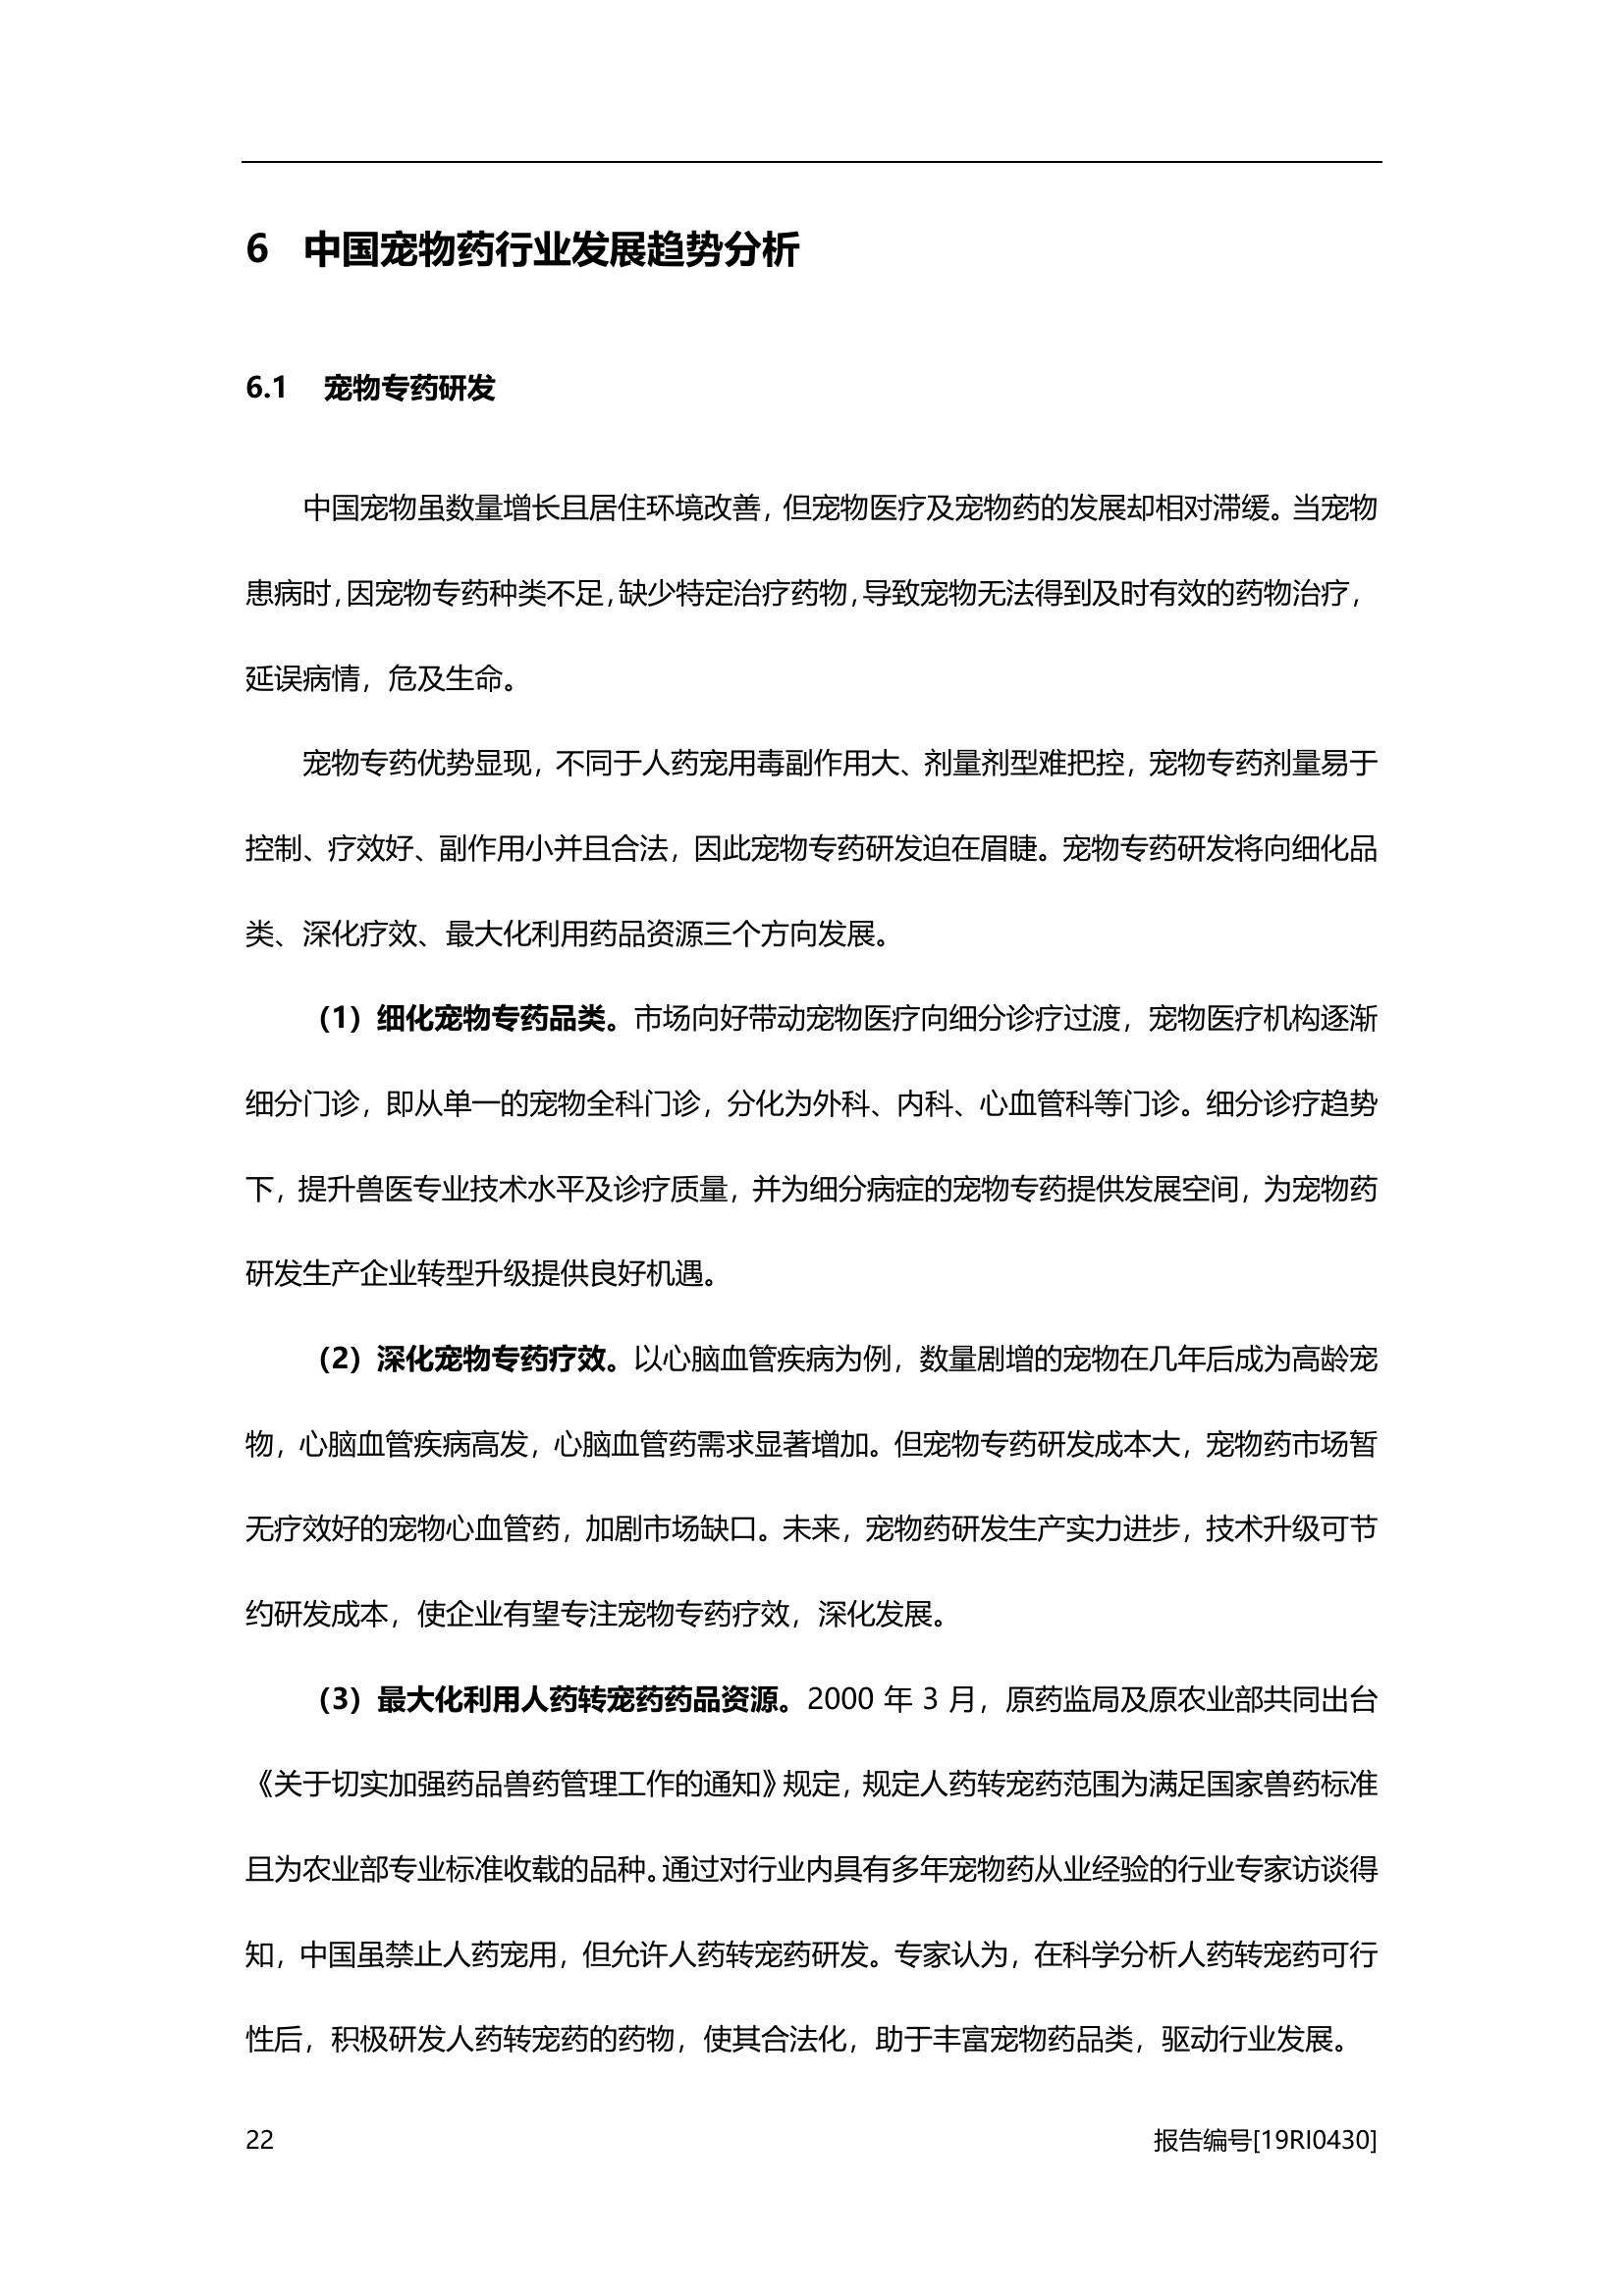 6 中国宠物药行业发展趋势分析
6.1 宠物专药研发
中国宠物虽数量增长且居住环境改善，但宠物医疗及宠物药的发展却相对滞缓。当宠物
患病时，因宠物专药种类不足，缺少特定治疗药物，导致宠物无法得到及时有效的药物治疗，
延误病情，危及生命。
宠物专药优势显现，不同于人药宠用毒副作用大、剂量剂型难把控，宠物专药剂量易于
控制、疗效好、副作用小并且合法，因此宠物专药研发迫在眉睫。宠物专药研发将向细化品
类、深化疗效、最大化利用药品资源三个方向发展。
（1）细化宠物专药品类。市场向好带动宠物医疗向细分诊疗过渡，宠物医疗机构逐渐
细分门诊，即从单一的宠物全科门诊，分化为外科、内科、心血管科等门诊。细分诊疗趋势
下，提升兽医专业技术水平及诊疗质量，并为细分病症的宠物专药提供发展空间，为宠物药
研发生产企业转型升级提供良好机遇。
（2）深化宠物专药疗效。以心脑血管疾病为例，数量剧增的宠物在几年后成为高龄宠
物，心脑血管疾病高发，心脑血管药需求显著增加。但宠物专药研发成本大，宠物药市场暂
无疗效好的宠物心血管药，加剧市场缺口。未来，宠物药研发生产实力进步，技术升级可节
约研发成本，使企业有望专注宠物专药疗效，深化发展。
（3）最大化利用人药转宠药药品资源。2000 年 3 月，原药监局及原农业部共同出台
《关于切实加强药品兽药管理工作的通知》规定，规定人药转宠药范围为满足国家兽药标准
且为农业部专业标准收载的品种。通过对行业内具有多年宠物药从业经验的行业专家访谈得
知，中国虽禁止人药宠用，但允许人药转宠药研发。专家认为，在科学分析人药转宠药可行
性后，积极研发人药转宠药的药物，使其合法化，助于丰富宠物药品类，驱动行业发展。
22 报告编号[19RI0430]